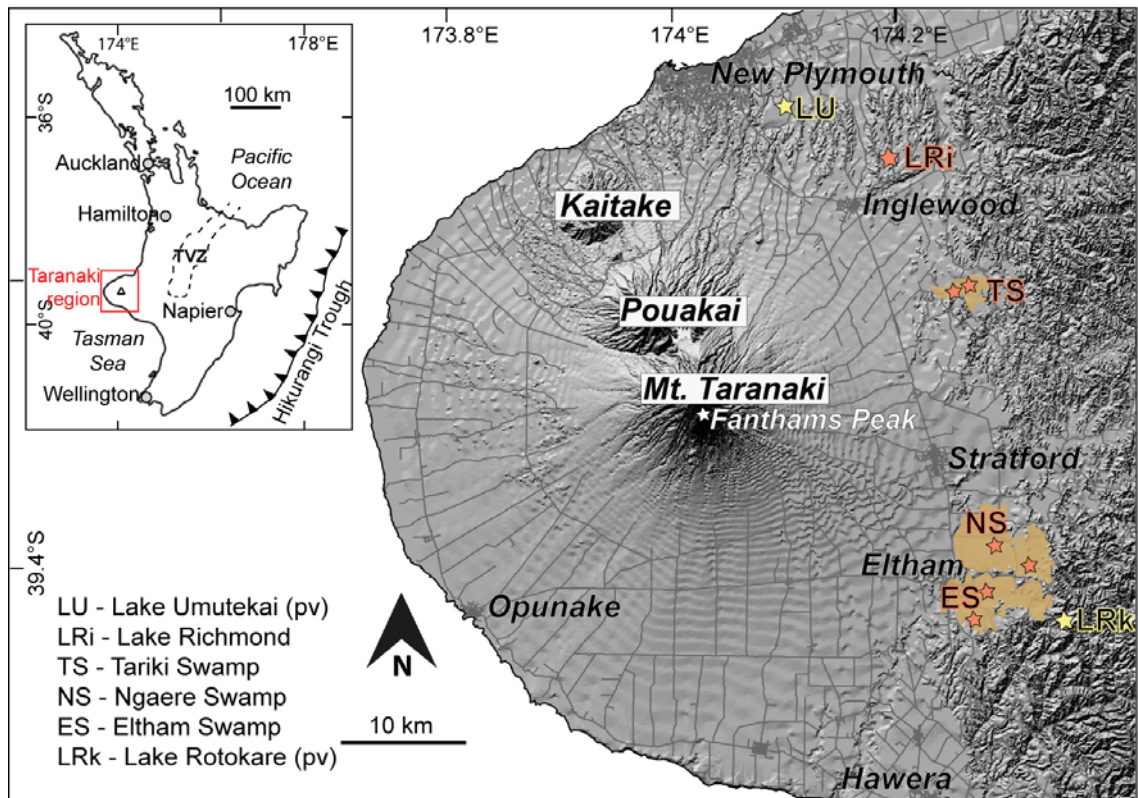 174°E
178°E
100 km
36°S
Auckland
Pacific
Ocean
Hamilton
TVZ
Taranaki
region
Napier
40°S
Tasman
Sea
Hikurangi Trough
Wellington
173.8°E
174°E
174.2°E
174.4°E
New Plymouth
LU
LRi
Kaitake
Inglewood
TS
Pouakai
Mt. Taranaki
Fanthams Peak
Stratford
NS
39.4°S
Eltham
ES
LRk
Opunake
LU - Lake Umutekai (pv)
LRi - Lake Richmond
TS - Tariki Swamp
NS - Ngaere Swamp
ES - Eltham Swamp
LRk - Lake Rotokare (pv)
N
10 km
Hawera